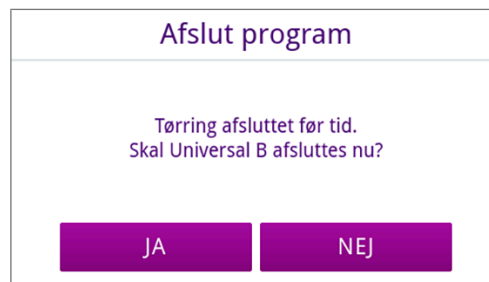 Afslut program
Tørring afsluttet før tid.
Skal Universal B afsluttes nu?
JA
NEJ